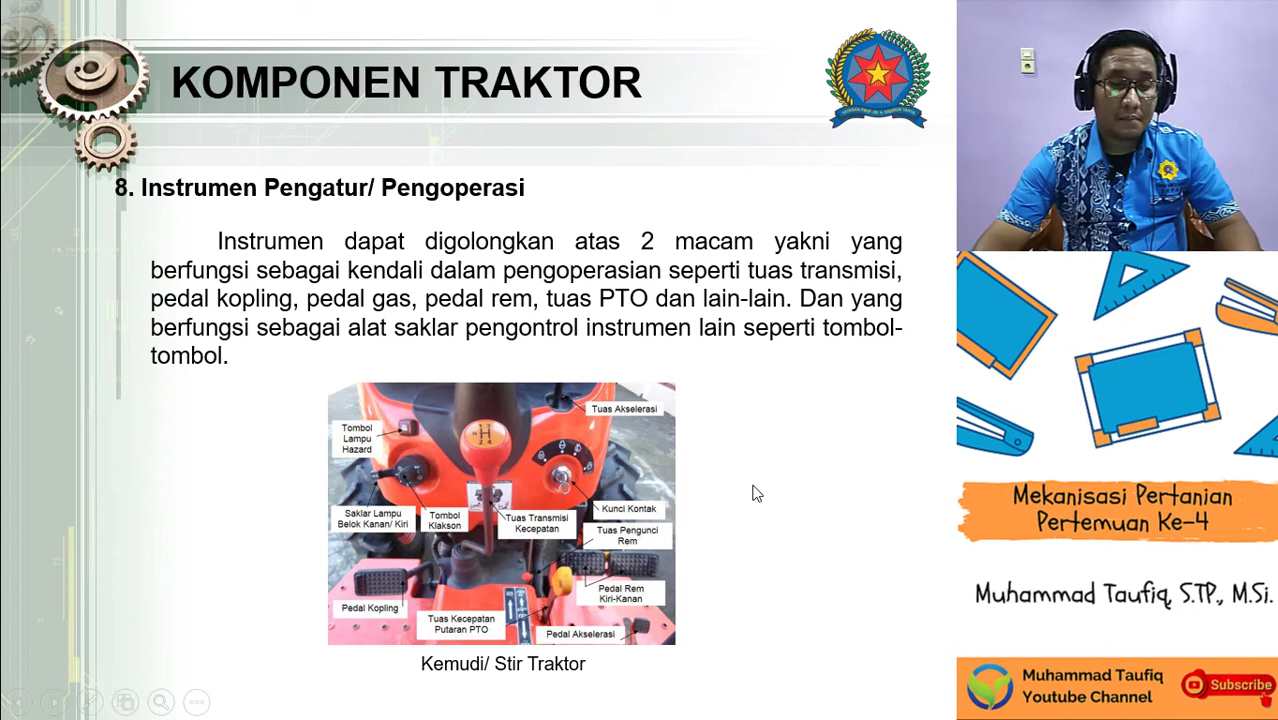 KOMPONEN TRAKTOR
8. Instrumen Pengatur/ Pengoperasi
Instrumen dapat digolongkan atas 2 macam yakni yang
berfungsi sebagai kendali dalam pengoperasian seperti tuas transmisi,
pedal kopling, pedal gas, pedal rem, tuas PTO dan lain-lain. Dan yang
berfungsi sebagai alat saklar pengontrol instrumen lain seperti tombol-
tombol.
Tuas Akselerasi
Tombol
Lampu
Hazard
Saklar Lampu
Belok Kanan/ Kiri
Tombol
Klakson
Tuas Transmisi
Kecepatan
Kunci Kontak
Tuas Pengunci
Rem
Pedal Rem
Kiri-Kanan
Pedal Kopling
Tuas Kecepatan
Putaran PTO
Pedal Akselerasi
Kemudi/ Stir Traktor
Mekanisasi Pertanian
Pertemuan Ke-4
Muhammad Taufiq S.TP., M.Si.
Muhammad Taufiq
Youtube Channel
Subscribe